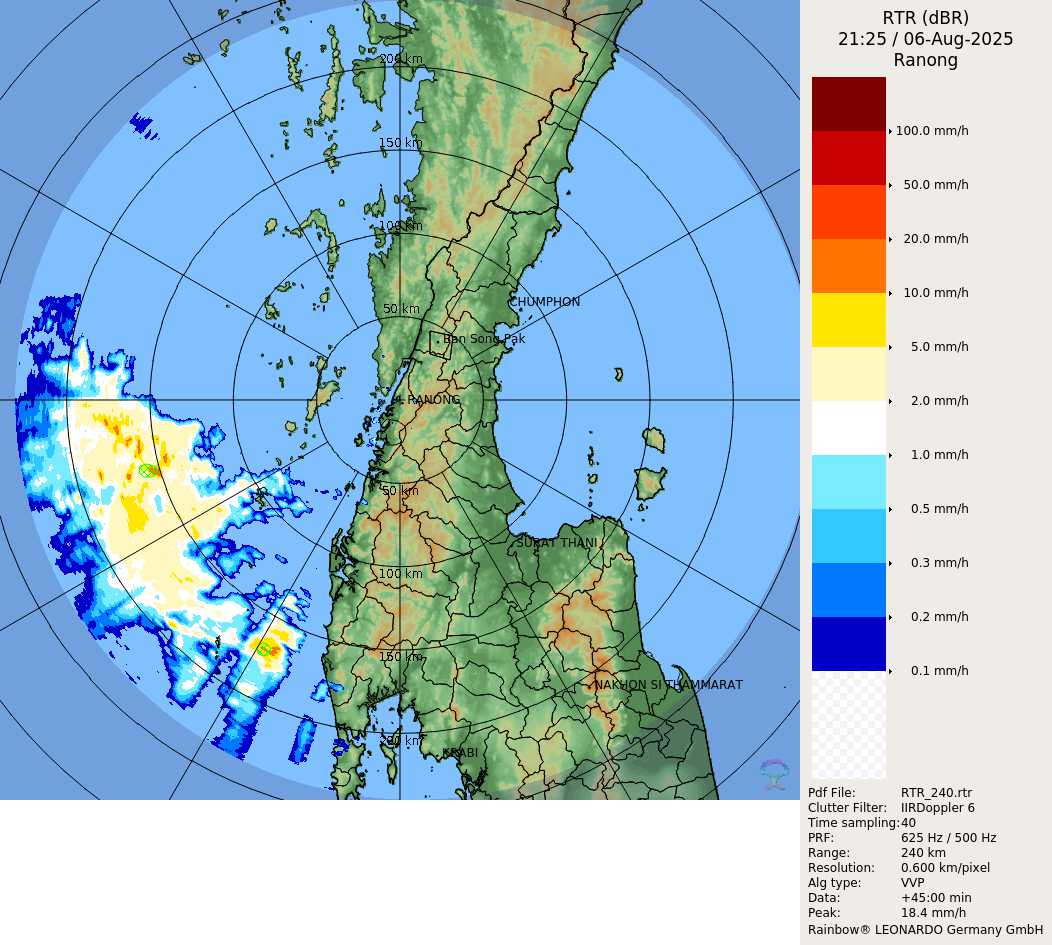 RTR (dBR)
21:25 / 06-Aug-2025
Ranong
200 km
150 km
100 km
50 km
CHUMPHON
Ban Song Pak
RANONG
50 km
SURAT THANI
100 km
150 km
NAKHON SI THAMMARAT
200 km
KRABI
100.0 mm/h
50.0 mm/h
20.0 mm/h
10.0 mm/h
5.0 mm/h
2.0 mm/h
1.0 mm/h
0.5 mm/h
0.3 mm/h
0.2 mm/h
0.1 mm/h
Pdf File: RTR_240.rtr
Clutter Filter: IIRDoppler 6
Time sampling: 40
PRF: 625 Hz / 500 Hz
Range: 240 km
Resolution: 0.600 km/pixel
Alg type: VVP
Data: +45:00 min
Peak: 18.4 mm/h
Rainbow® LEONARDO Germany GmbH